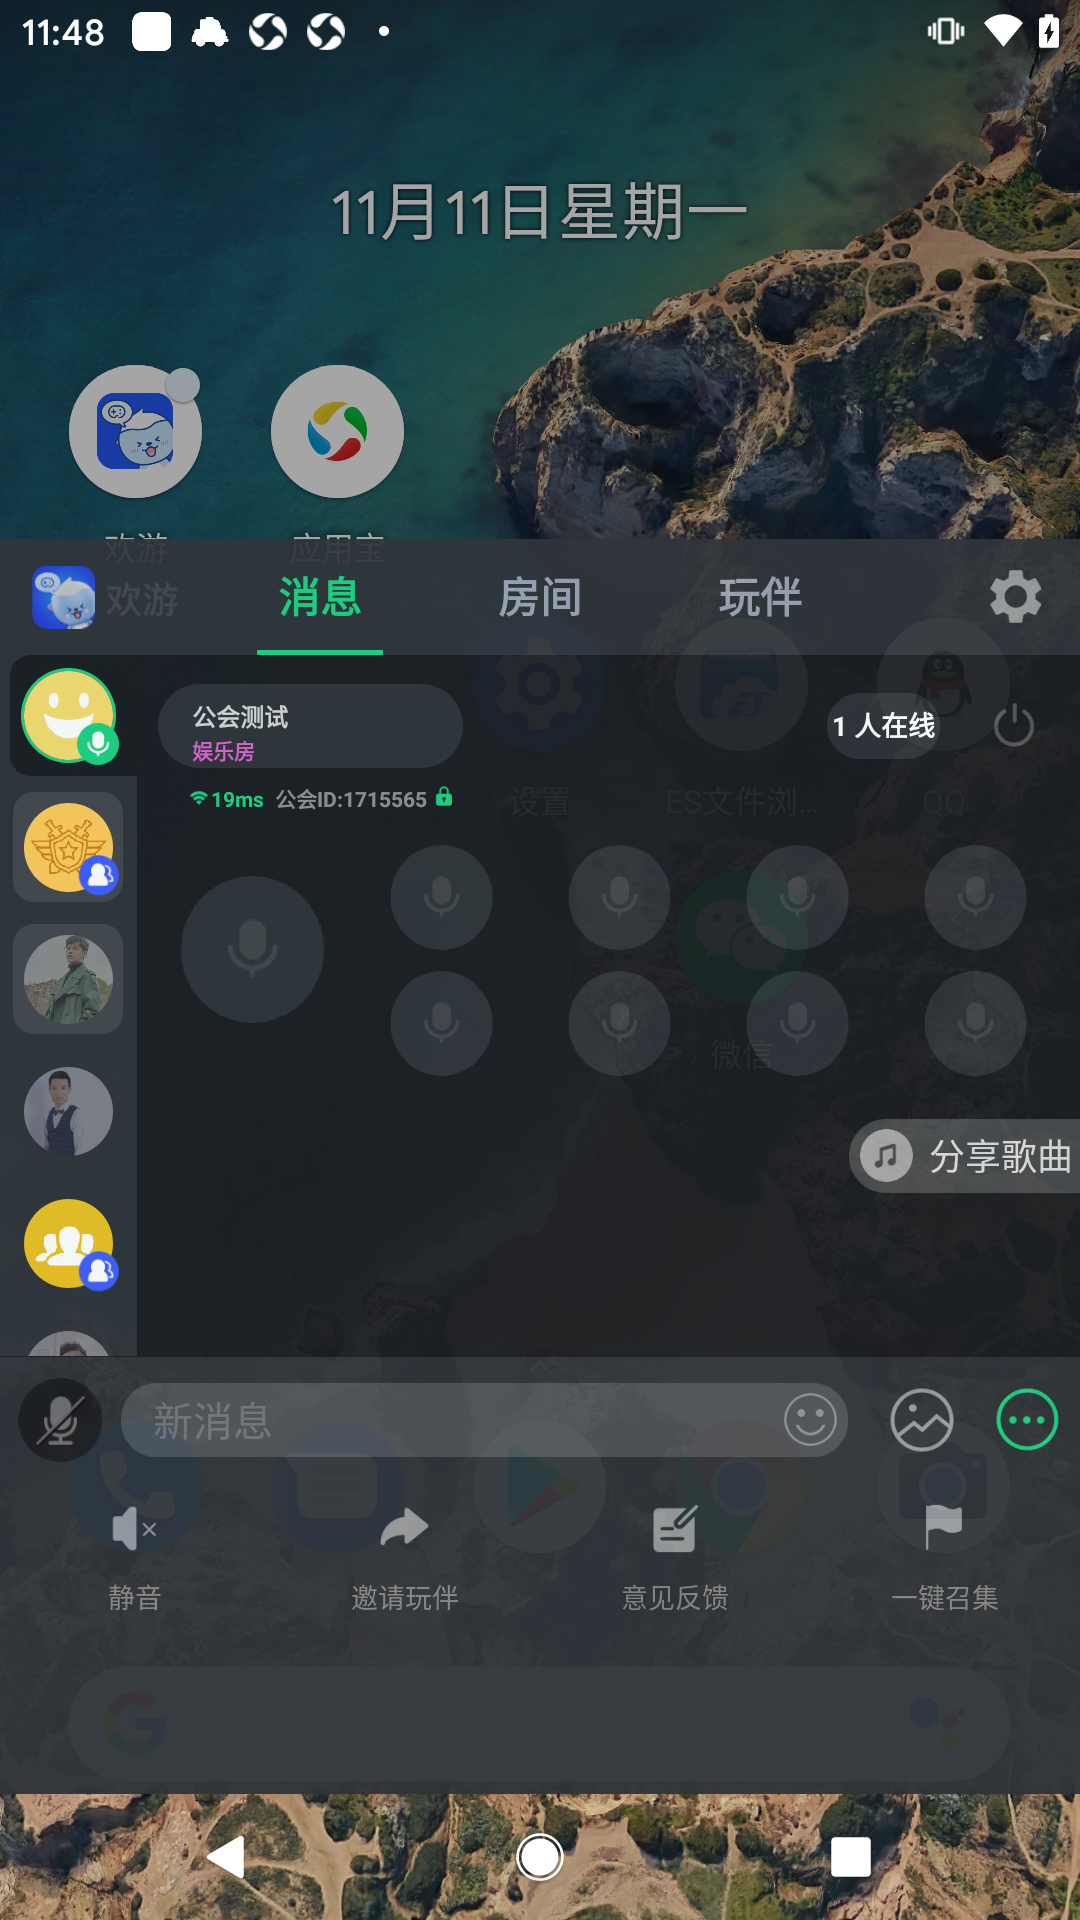 11:48
11月11日星期一
欢游
应用宝
欢游
消息
房间
玩伴
公会测试
娱乐房
1 人在线
19ms 公会ID:1715565
设置
ES文件浏...
QQ
微信
分享歌曲
新消息
静音
邀请玩伴
意见反馈
一键召集